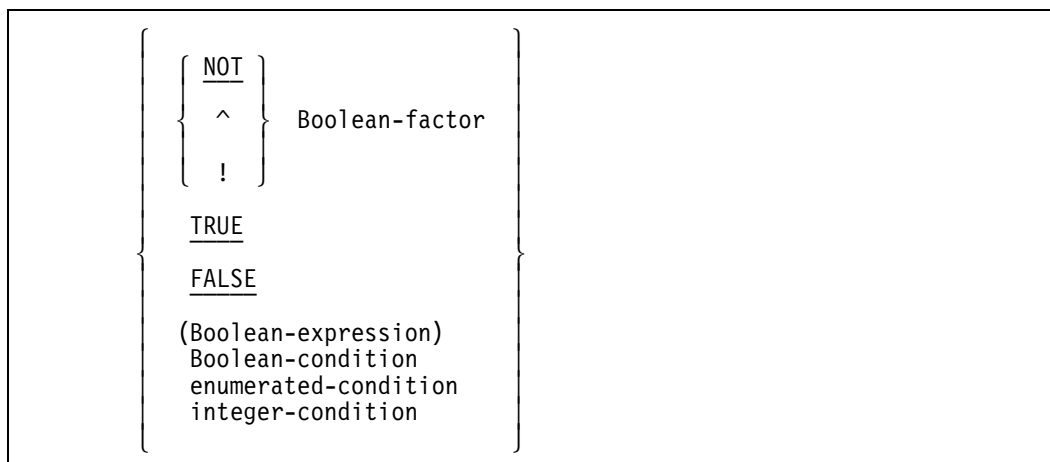 NOT
^ Boolean-factor
!
TRUE
FALSE
(Boolean-expression)
Boolean-condition
enumerated-condition
integer-condition